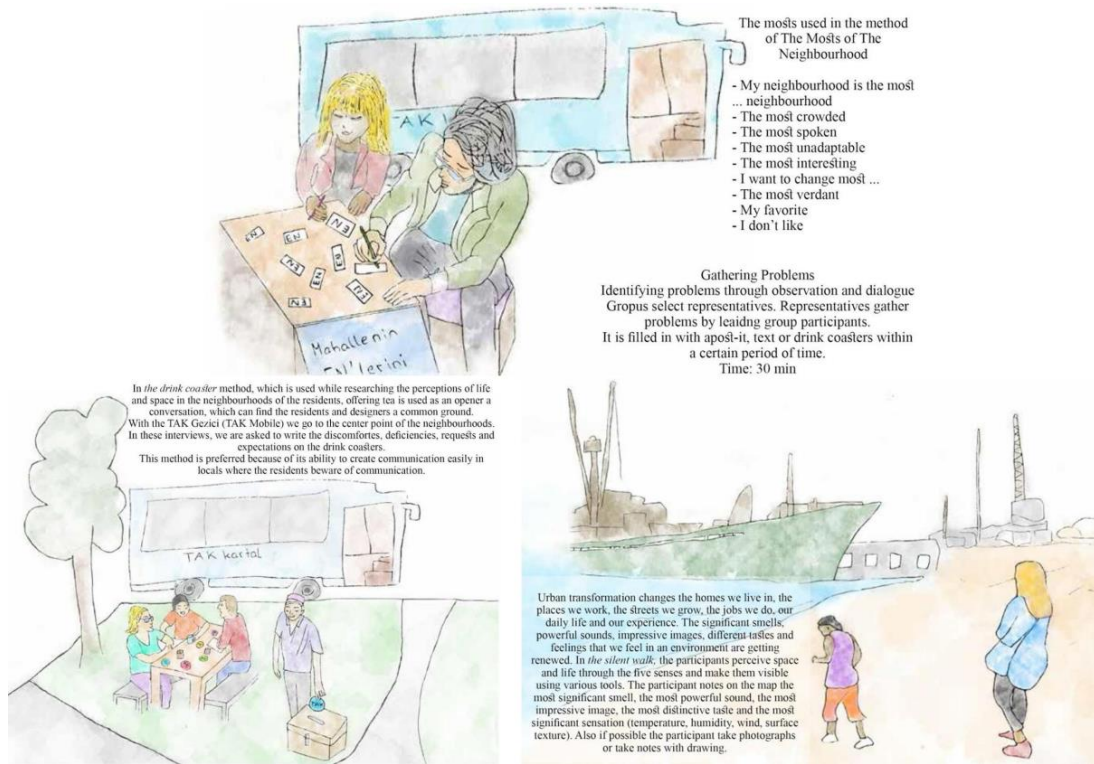 The mosts used in the method
of The Mosts of The
Neighbourhood
- My neighbourhood is the most
... neighbourhood
- The most crowded
- The most spoken
- The most unadaptable
- The most interesting
- I want to change most ...
- The most verdant
- My favorite
- I don't like
TAK
EN
EN
EN
EN
EN
EN
EN
EN
EN
Mahallenin
Gathering Problems
Identifying problems through observation and dialogue
Gropus select representatives. Representatives gather
problems by leaidng group participants.
It is filled in with apost-it, text or drink coasters within
a certain period of time.
Time: 30 min
In the drink coaster method, which is used while researching the perceptions of life
and space in the neighbourhoods of the residents, offering tea is used as an opener a
conversation, which can find the residents and designers a common ground.
With the TAK Gezici (TAK Mobile) we go to the center point of the neighbourhoods.
In these interviews, we are asked to write the discomfortes, deficiencies, requests and
expectations on the drink coasters.
This method is preferred because of its ability to create communication easily in
locals where the residents beware of communication.
TAK kartal
TAK
Urban transformation changes the homes we live in, the
places we work, the streets we grow, the jobs we do, our
daily life and our experience. The significant smells,
powerful sounds, impressive images, different tastes and
feelings that we feel in an environment are getting
renewed. In the silent walk, the participants perceive space
and life through the five senses and make them visible
using various tools. The participant notes on the map the
most significant smell, the most powerful sound, the most
impressive image, the most distinctive taste and the most
significant sensation (temperature, humidity, wind, surface
texture). Also if possible the participant take photographs
or take notes with drawing.